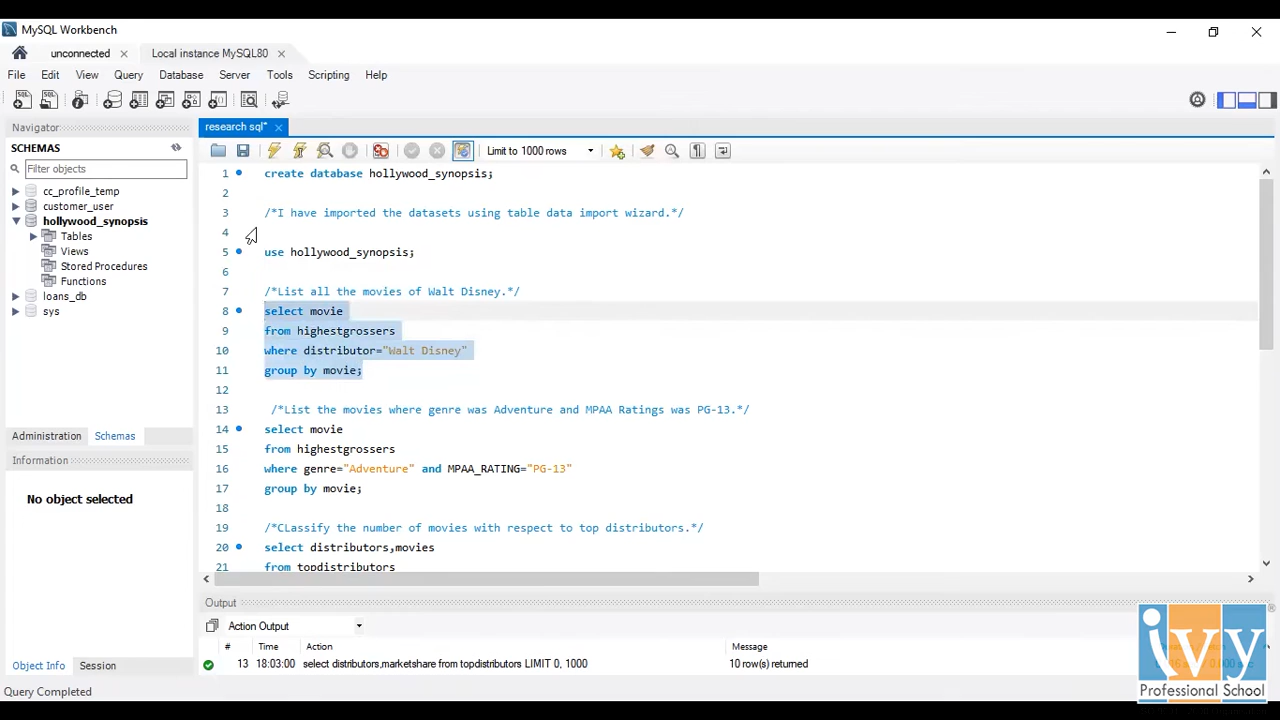 MySQL Workbench
unconnected
Local instance MySQL80
File Edit View Query Database Server Tools Scripting Help
Navigator
SCHEMAS
Filter objects
cc_profile_temp
customer_user
hollywood_synopsis
Tables
Views
Stored Procedures
Functions
loans_db
sys
Administration Schemas
Information
No object selected
Object Info Session
Query Completed
research sql*
Limit to 1000 rows
1 create database hollywood_synopsis;
2
3 /*I have imported the datasets using table data import wizard.*/
4
5 use hollywood_synopsis;
6
7 /*List all the movies of Walt Disney.*/
8 select movie
9 from highestgrossers
10 where distributor="Walt Disney"
11 group by movie;
12
13 /*List the movies where genre was Adventure and MPAA Ratings was PG-13.*/
14 select movie
15 from highestgrossers
16 where genre="Adventure" and MPAA_RATING="PG-13"
17 group by movie;
18
19 /*CLassify the number of movies with respect to top distributors.*/
20 select distributors,movies
21 from topdistributors
Output
Action Output
# Time Action Message
13 18:03:00 select distributors,marketshare from topdistributors LIMIT 0, 1000 10 row(s) returned
ivy
Professional School